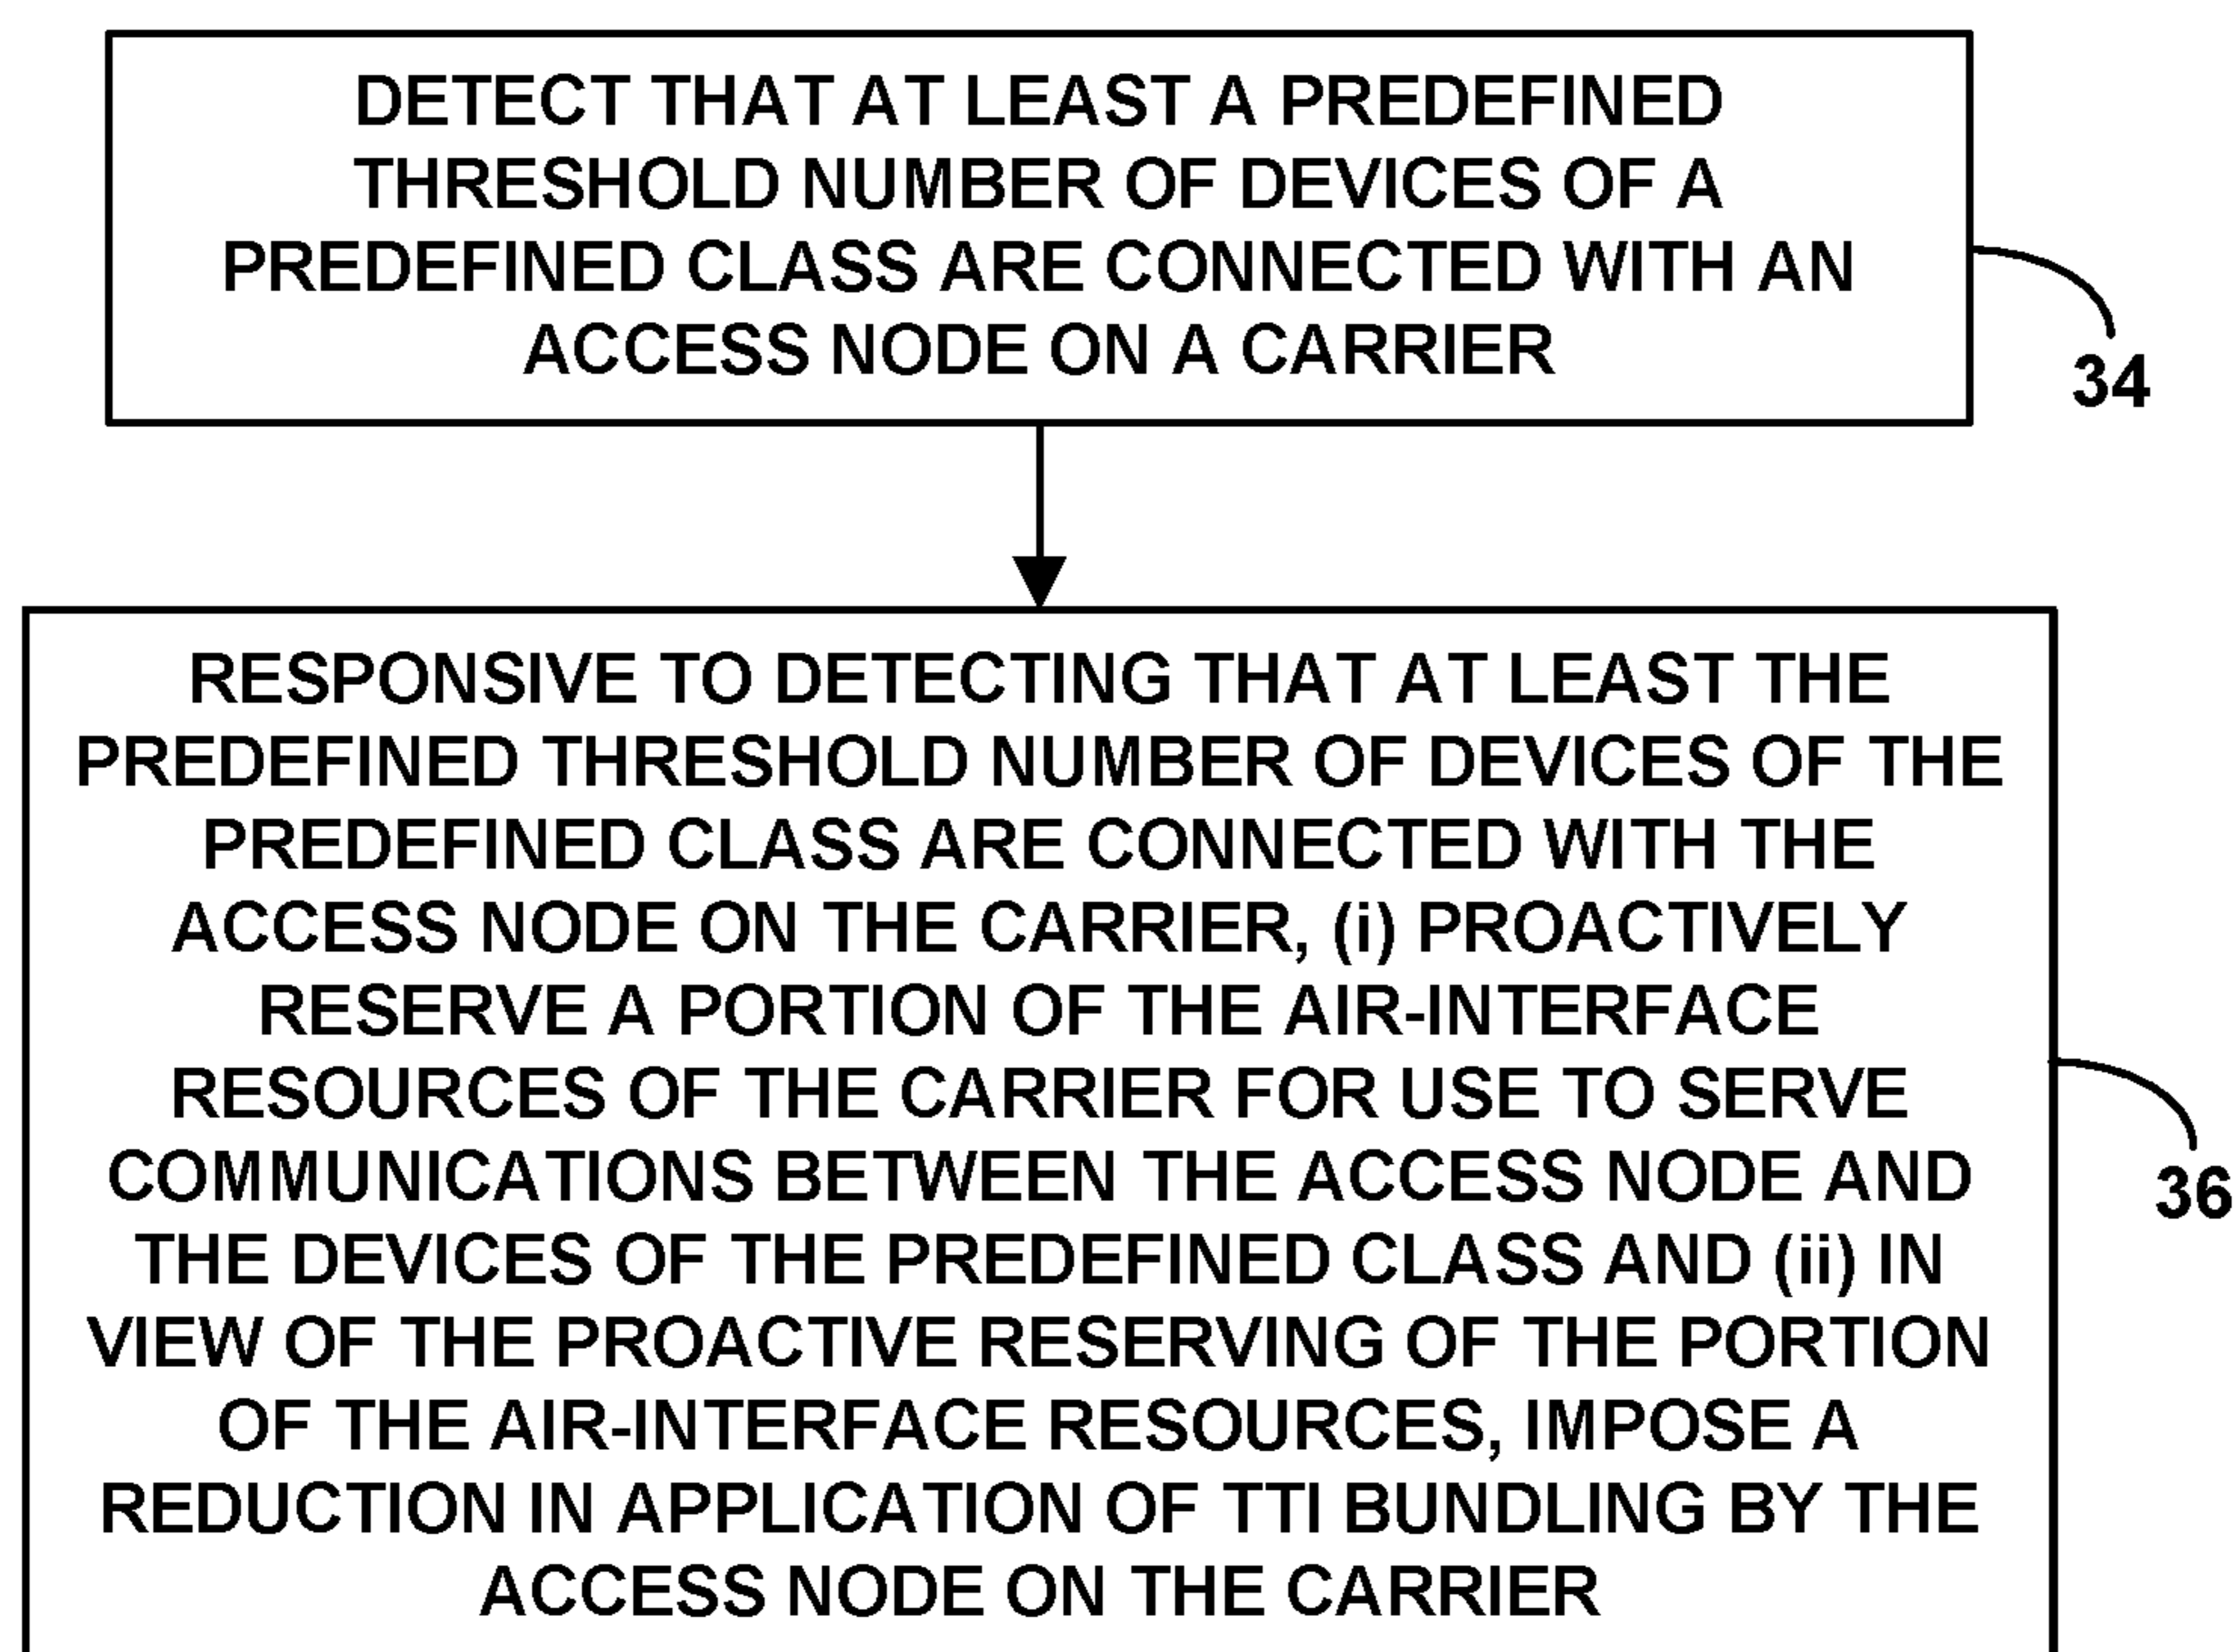 DETECT THAT AT LEAST A PREDEFINED
THRESHOLD NUMBER OF DEVICES OF A
PREDEFINED CLASS ARE CONNECTED WITH AN
ACCESS NODE ON A CARRIER
34
RESPONSIVE TO DETECTING THAT AT LEAST THE
PREDEFINED THRESHOLD NUMBER OF DEVICES OF THE
PREDEFINED CLASS ARE CONNECTED WITH THE
ACCESS NODE ON THE CARRIER, (i) PROACTIVELY
RESERVE A PORTION OF THE AIR-INTERFACE
RESOURCES OF THE CARRIER FOR USE TO SERVE
COMMUNICATIONS BETWEEN THE ACCESS NODE AND
THE DEVICES OF THE PREDEFINED CLASS AND (ii) IN
VIEW OF THE PROACTIVE RESERVING OF THE PORTION
OF THE AIR-INTERFACE RESOURCES, IMPOSE A
REDUCTION IN APPLICATION OF TTI BUNDLING BY THE
ACCESS NODE ON THE CARRIER
36